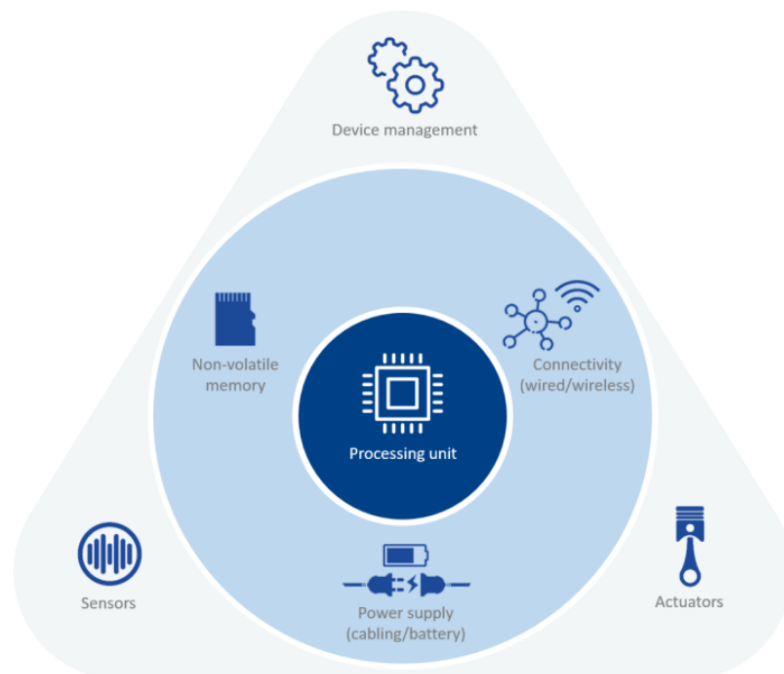 Device management
Non-volatile
memory
Connectivity
(wired/wireless)
Processing unit
Sensors
Power supply
(cabling/battery)
Actuators